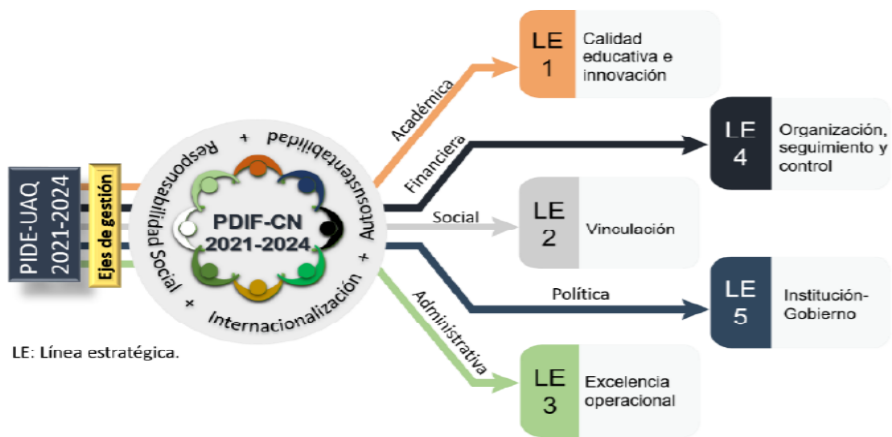 PIDE-UAQ
2021-2024
Ejes de gestión
Responsabilidad Social + Internacionalización + Autosustentabilidad +
PDIF-CN
2021-2024
Académica
LE
1
Calidad
educativa e
innovación
Financiera
LE
4
Organización,
seguimiento y
control
Social
LE
2
Vinculación
Política
LE
5
Institución-
Gobierno
Administrativa
LE
3
Excelencia
operacional
LE: Línea estratégica.